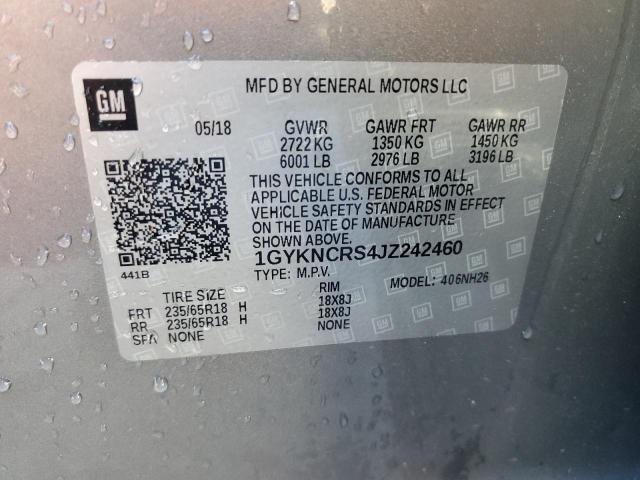 GM
MFD BY GENERAL MOTORS LLC
05/18 GVWR GAWR FRT GAWR RR
2722 KG 1350 KG 1450 KG
6001 LB 2976 LB 3196 LB
THIS VEHICLE CONFORMS TO ALL
APPLICABLE U.S. FEDERAL MOTOR
VEHICLE SAFETY STANDARDS IN EFFECT
ON THE DATE OF MANUFACTURE
SHOWN ABOVE.
1GYKNCRS4JZ242460
441B TYPE: M.P.V. MODEL: 406NH26
TIRE SIZE RIM
FRT 235/65R18 H 18X8J
RR 235/65R18 H 18X8J
SPA NONE NONE